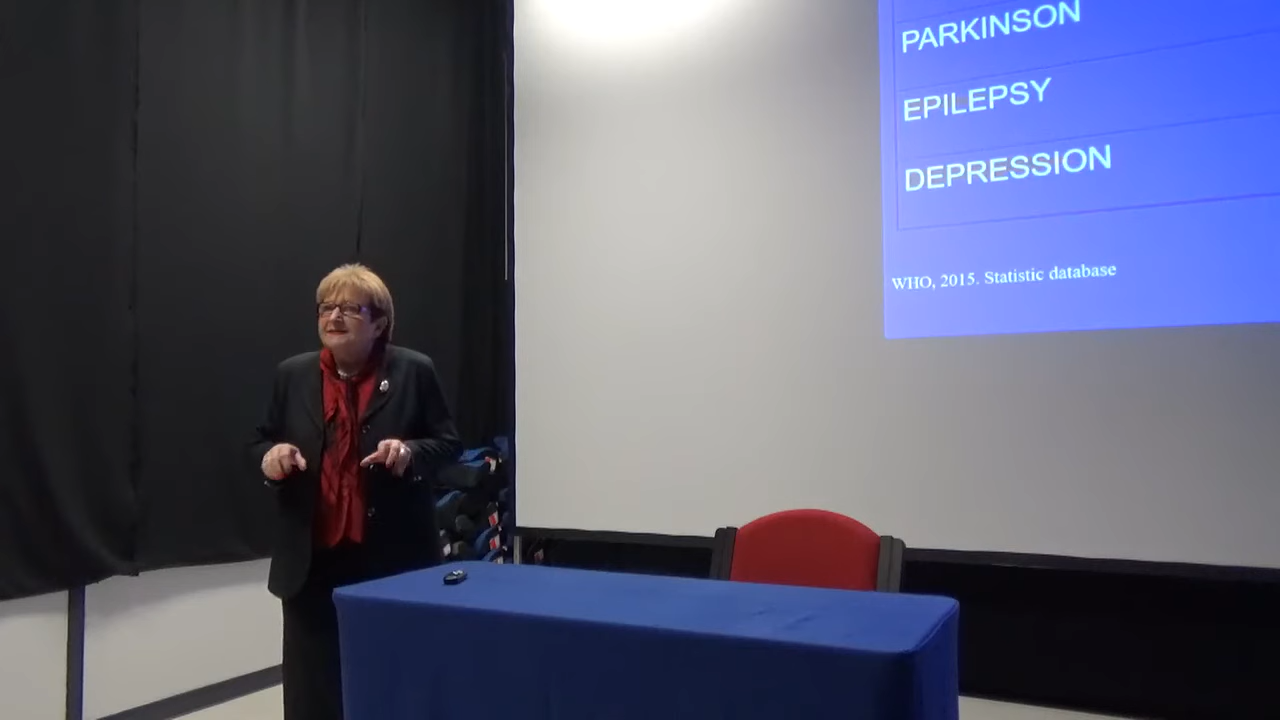 PARKINSON
EPILEPSY
DEPRESSION
WHO, 2015. Statistic database